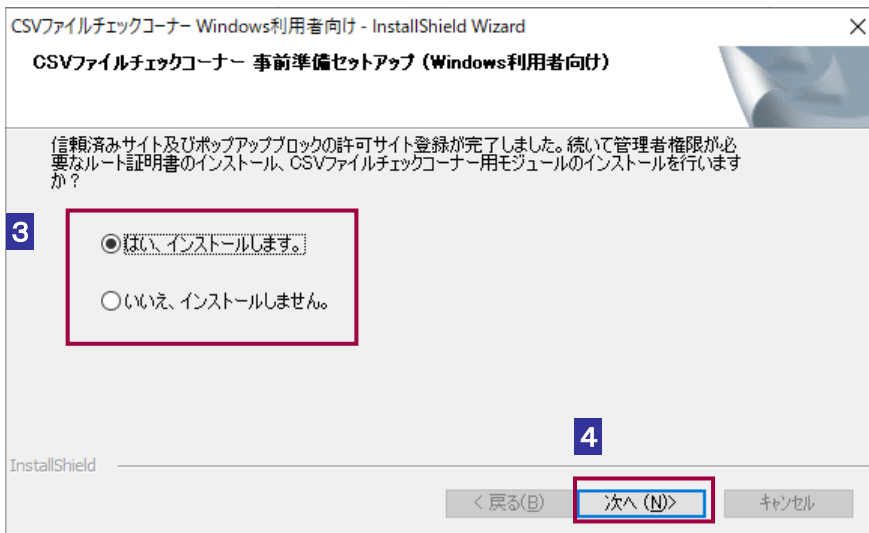 CSVファイルチェックコーナー Windows利用者向け - InstallShield Wizard
CSVファイルチェックコーナー 事前準備セットアップ (Windows利用者向け)
信頼済みサイト及びポップアップブロックの許可サイト登録が完了しました。続いて管理者権限が必
要なルート証明書のインストール、CSVファイルチェックコーナー用モジュールのインストールを行います
か?
3
はい、インストールします。
いいえ、インストールしません。
4
InstallShield
< 戻る(B)
次へ (N)>
キャンセル